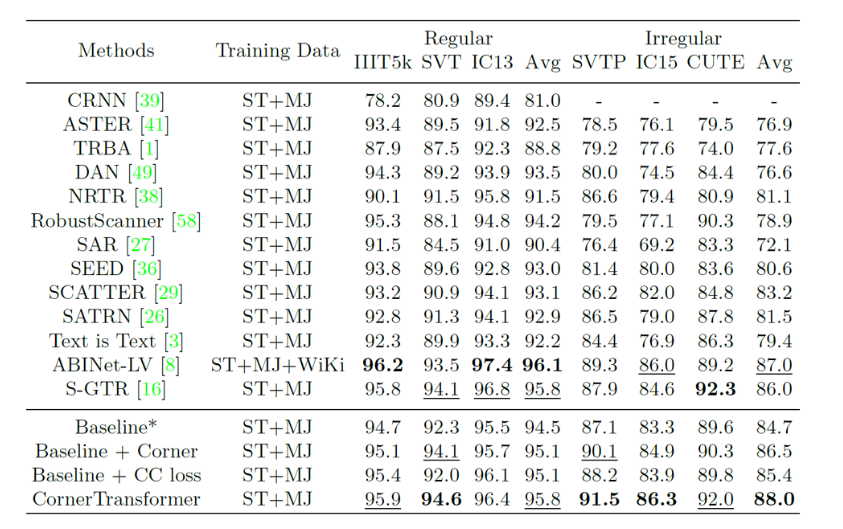 Methods Training Data Regular Irregular
IIIT5k SVT IC13 Avg SVTP IC15 CUTE Avg
CRNN [39] ST+MJ 78.2 80.9 89.4 81.0 - - - -
ASTER [41] ST+MJ 93.4 89.5 91.8 92.5 78.5 76.1 79.5 76.9
TRBA [1] ST+MJ 87.9 87.5 92.3 88.8 79.2 77.6 74.0 77.6
DAN [49] ST+MJ 94.3 89.2 93.9 93.5 80.0 74.5 84.4 76.6
NRTR [38] ST+MJ 90.1 91.5 95.8 91.5 86.6 79.4 80.9 81.1
RobustScanner [58] ST+MJ 95.3 88.1 94.8 94.2 79.5 77.1 90.3 78.9
SAR [27] ST+MJ 91.5 84.5 91.0 90.4 76.4 69.2 83.3 72.1
SEED [36] ST+MJ 93.8 89.6 92.8 93.0 81.4 80.0 83.6 80.6
SCATTER [29] ST+MJ 93.2 90.9 94.1 93.1 86.2 82.0 84.8 83.2
SATRN [26] ST+MJ 92.8 91.3 94.1 92.9 86.5 79.0 87.8 81.5
Text is Text [3] ST+MJ 92.3 89.9 93.3 92.2 84.4 76.9 86.3 79.4
ABINet-LV [8] ST+MJ+WiKi 96.2 93.5 97.4 96.1 89.3 86.0 89.2 87.0
S-GTR [16] ST+MJ 95.8 94.1 96.8 95.8 87.9 84.6 92.3 86.0
Baseline* ST+MJ 94.7 92.3 95.5 94.5 87.1 83.3 89.6 84.7
Baseline + Corner ST+MJ 95.1 94.1 95.7 95.1 90.1 84.9 90.3 86.5
Baseline + CC loss ST+MJ 95.4 92.0 96.1 95.1 88.2 83.9 89.8 85.4
CornerTransformer ST+MJ 95.9 94.6 96.4 95.8 91.5 86.3 92.0 88.0